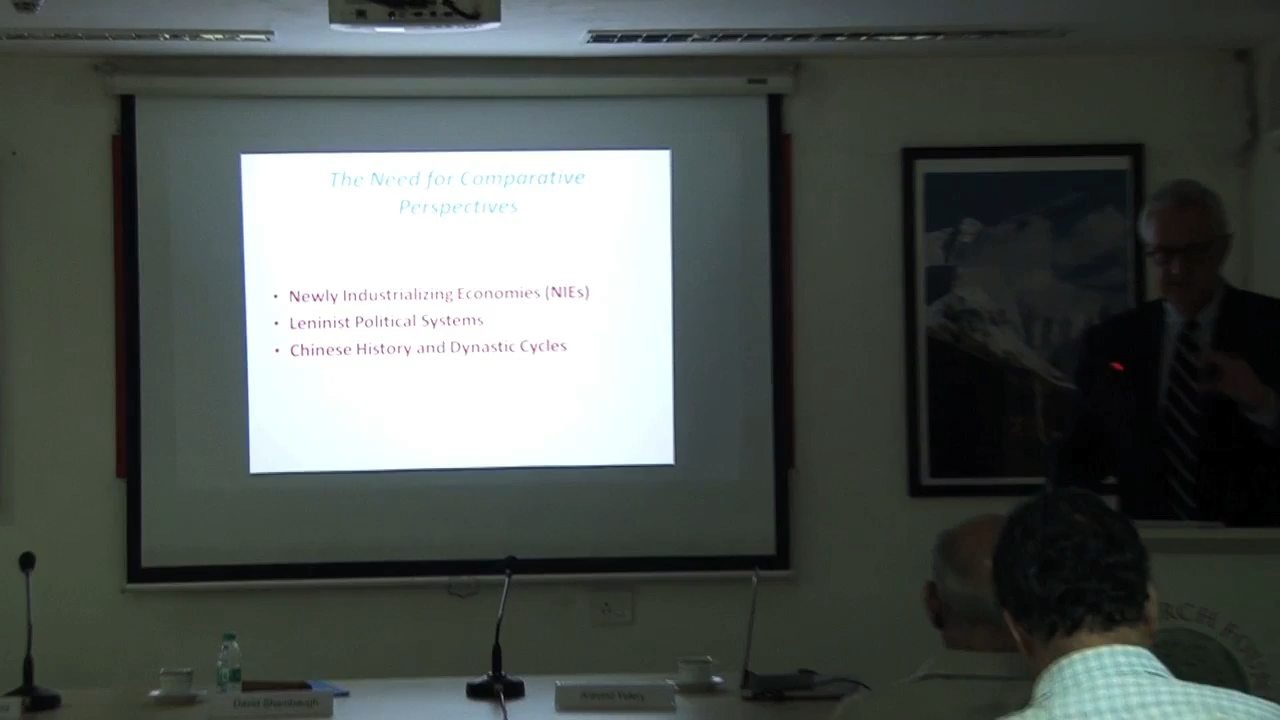 The Need for Comparative
Perspectives
• Newly Industrializing Economies (NIEs)
• Leninist Political Systems
• Chinese History and Dynastic Cycles
David Shambaugh